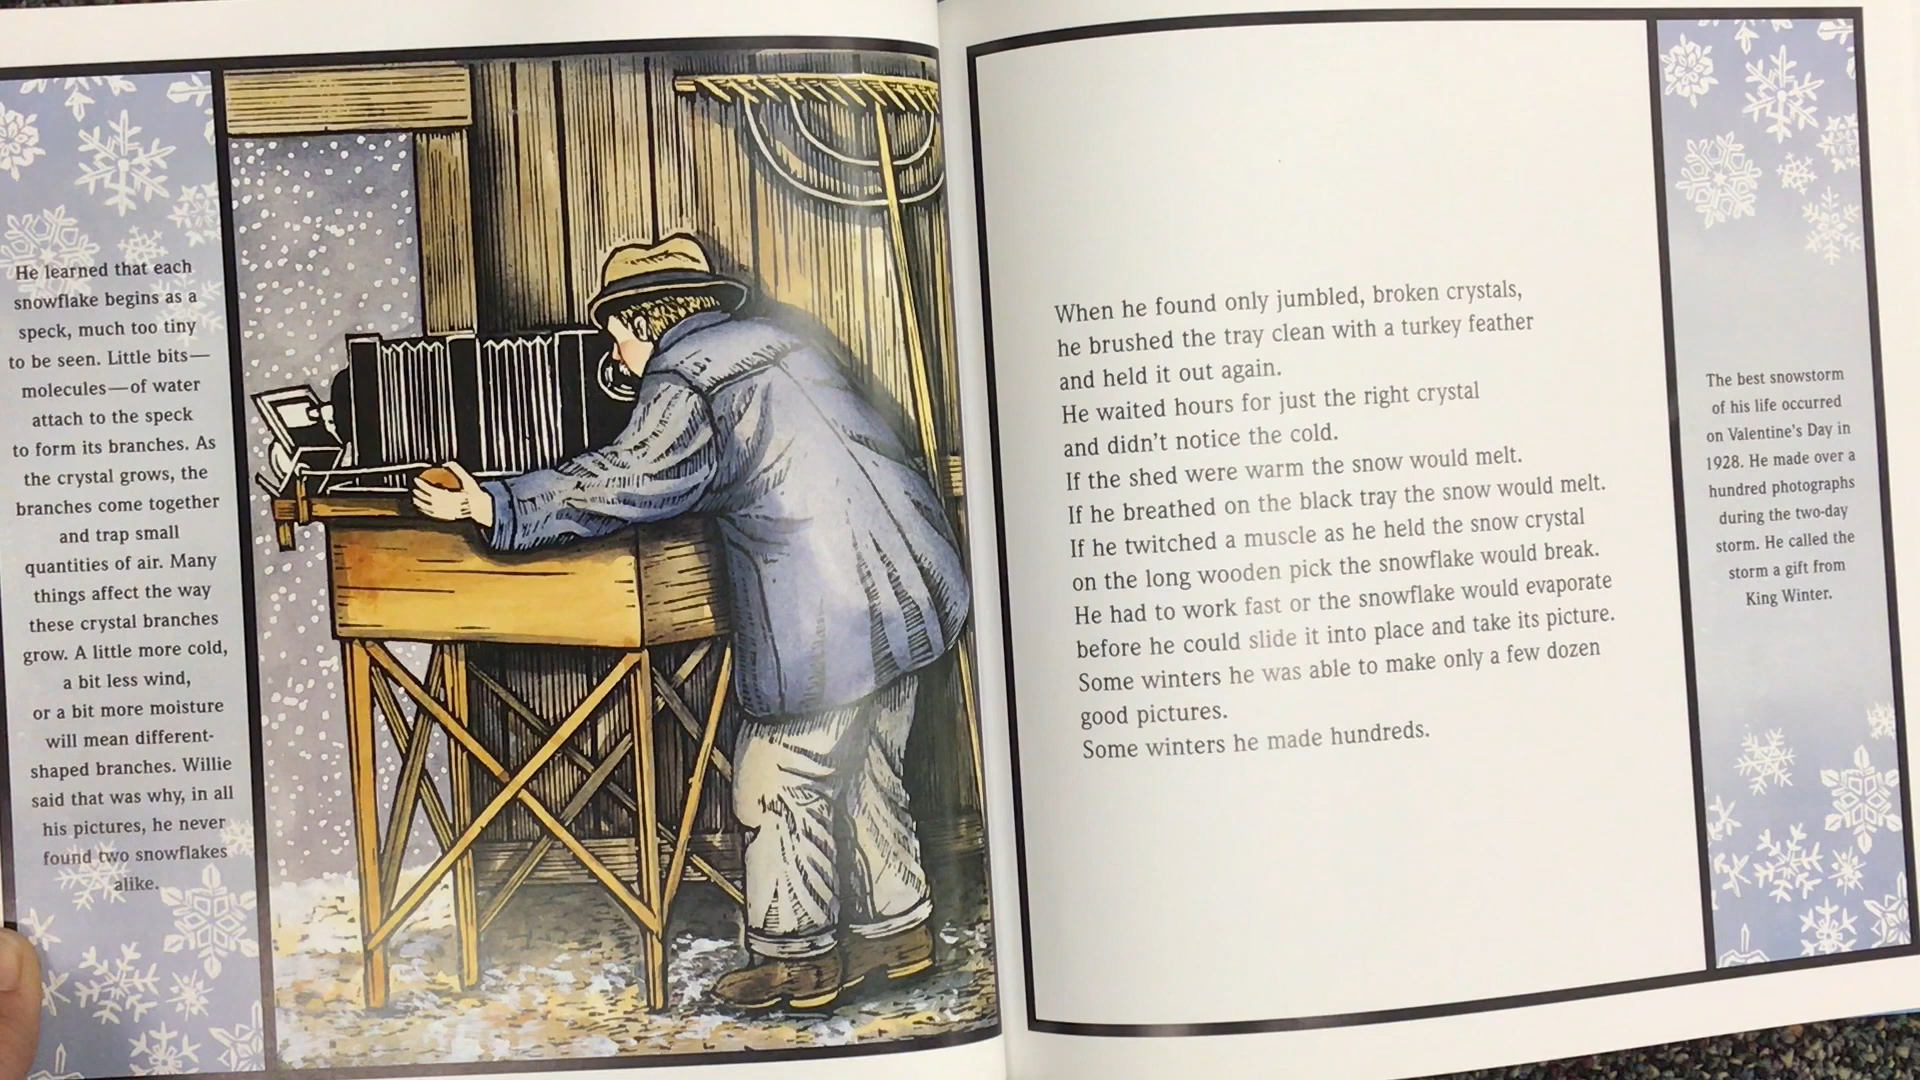 He learned that each
snowflake begins as a
speck, much too tiny
to be seen. Little bits—
molecules—of water
attach to the speck
to form its branches. As
the crystal grows, the
branches come together
and trap small
quantities of air. Many
things affect the way
these crystal branches
grow. A little more cold,
a bit less wind,
or a bit more moisture
will mean different-
shaped branches. Willie
said that was why, in all
his pictures, he never
found two snowflakes
alike.
When he found only jumbled, broken crystals,
he brushed the tray clean with a turkey feather
and held it out again.
He waited hours for just the right crystal
and didn't notice the cold.
If the shed were warm the snow would melt.
If he breathed on the black tray the snow would melt.
If he twitched a muscle as he held the snow crystal
on the long wooden pick the snowflake would break.
He had to work fast or the snowflake would evaporate
before he could slide it into place and take its picture.
Some winters he was able to make only a few dozen
good pictures.
Some winters he made hundreds.
The best snowstorm
of his life occurred
on Valentine's Day in
1928. He made over a
hundred photographs
during the two-day
storm. He called the
storm a gift from
King Winter.